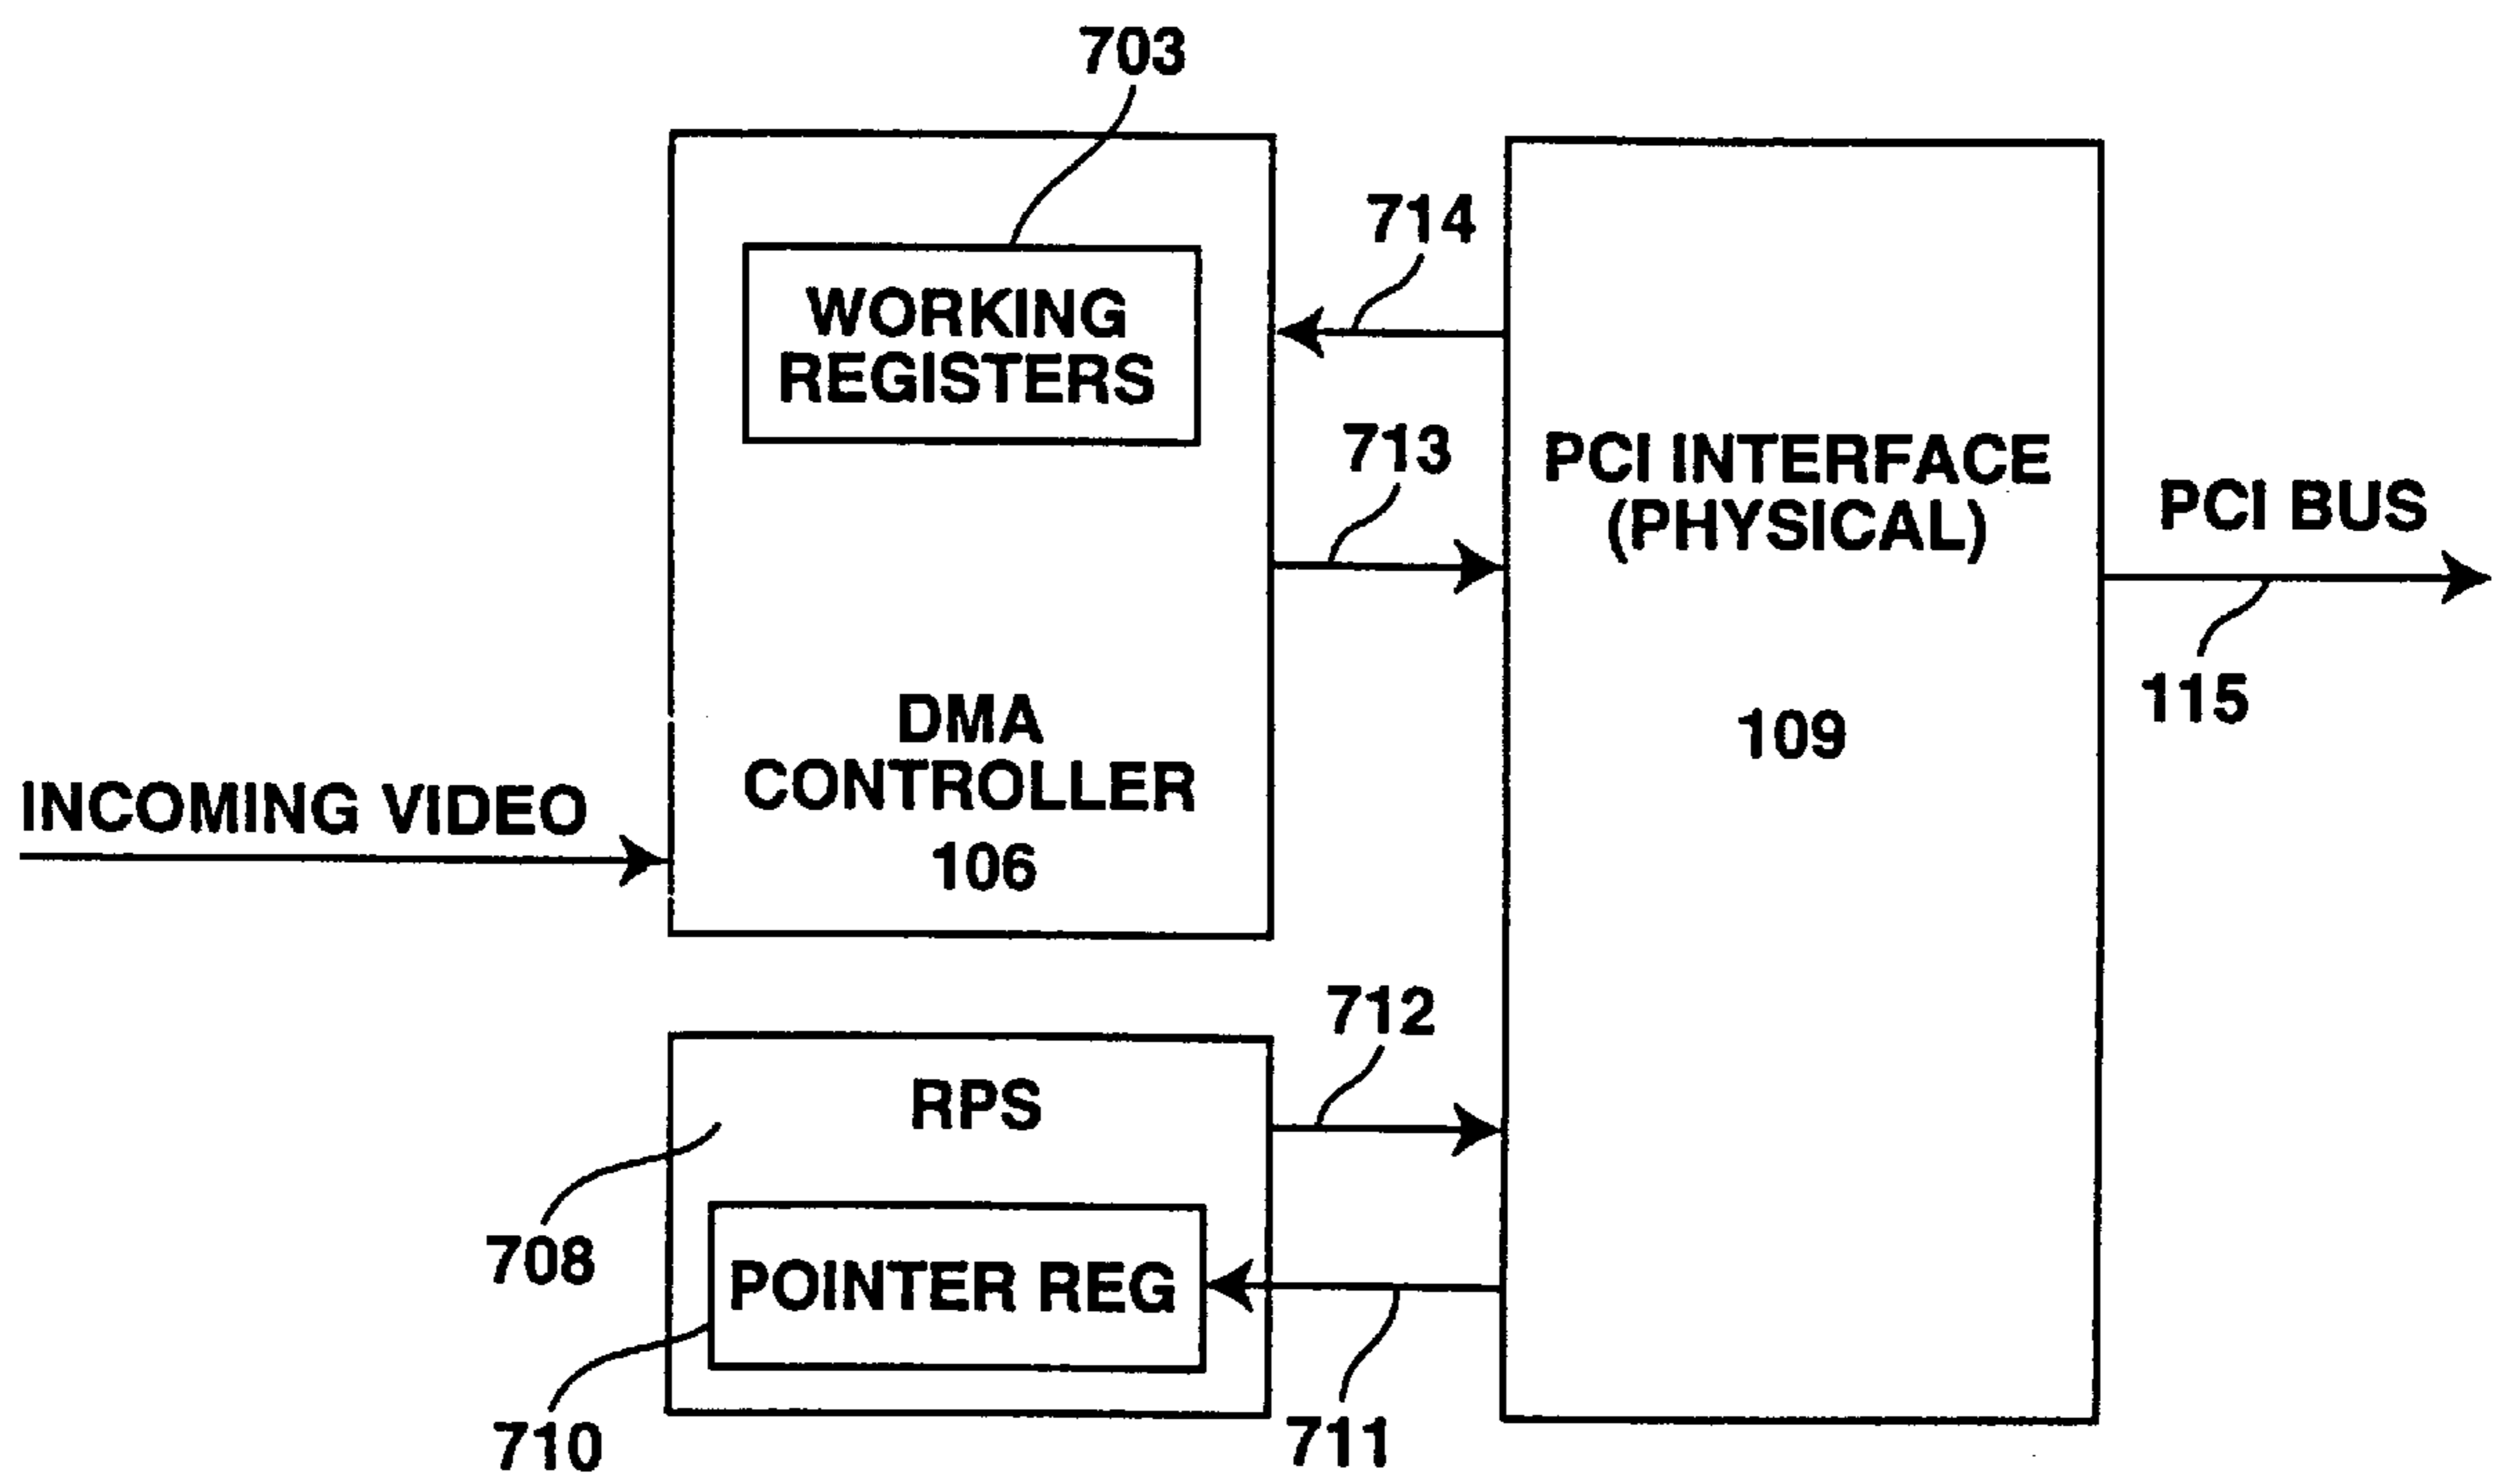 703
WORKING
REGISTERS
714
713
PCI INTERFACE
(PHYSICAL)
109
PCI BUS
115
DMA
CONTROLLER
106
INCOMING VIDEO
712
RPS
708
POINTER REG
710
711